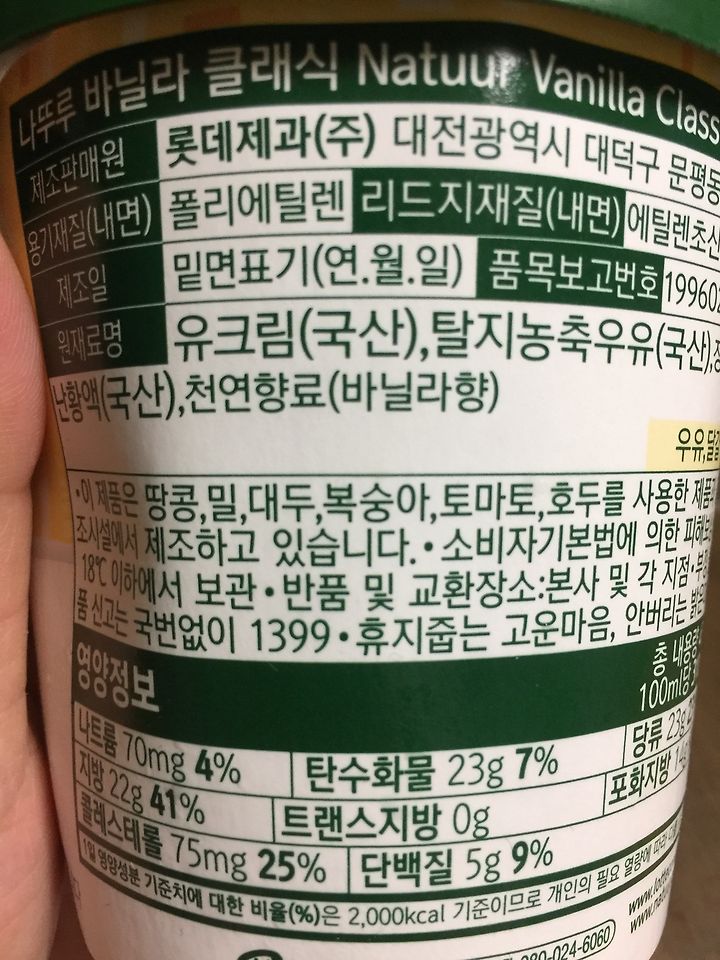 나뚜루 바닐라 클래식 Natuur Vanilla Class
제조판매원 롯데제과(주) 대전광역시 대덕구 문평동
용기재질(내면) 폴리에틸렌 리드지재질(내면) 에틸렌초산
제조일 밑면표기(연.월.일) 품목보고번호 199602
원재료명 유크림(국산),탈지농축우유(국산),정
난황액(국산),천연향료(바닐라향)
우유,달걀
•이 제품은 땅콩,밀,대두,복숭아,토마토,호두를 사용한 제품과
조시설에서 제조하고 있습니다.•소비자기본법에 의한 피해보
18℃ 이하에서 보관•반품 및 교환장소:본사 및 각 지점•부정
품 신고는 국번없이 1399•휴지줍는 고운마음, 안버리는 밝은
영양정보 총 내용량
100ml당
나트륨 70mg 4% 탄수화물 23g 7% 당류 23g
지방 22g 41% 트랜스지방 0g 포화지방 14g
콜레스테롤 75mg 25% 단백질 5g 9%
1일 영양성분 기준치에 대한 비율(%)은 2,000kcal 기준이므로 개인의 필요 열량에 따라 다를
www.lotte
www.
080-024-6060